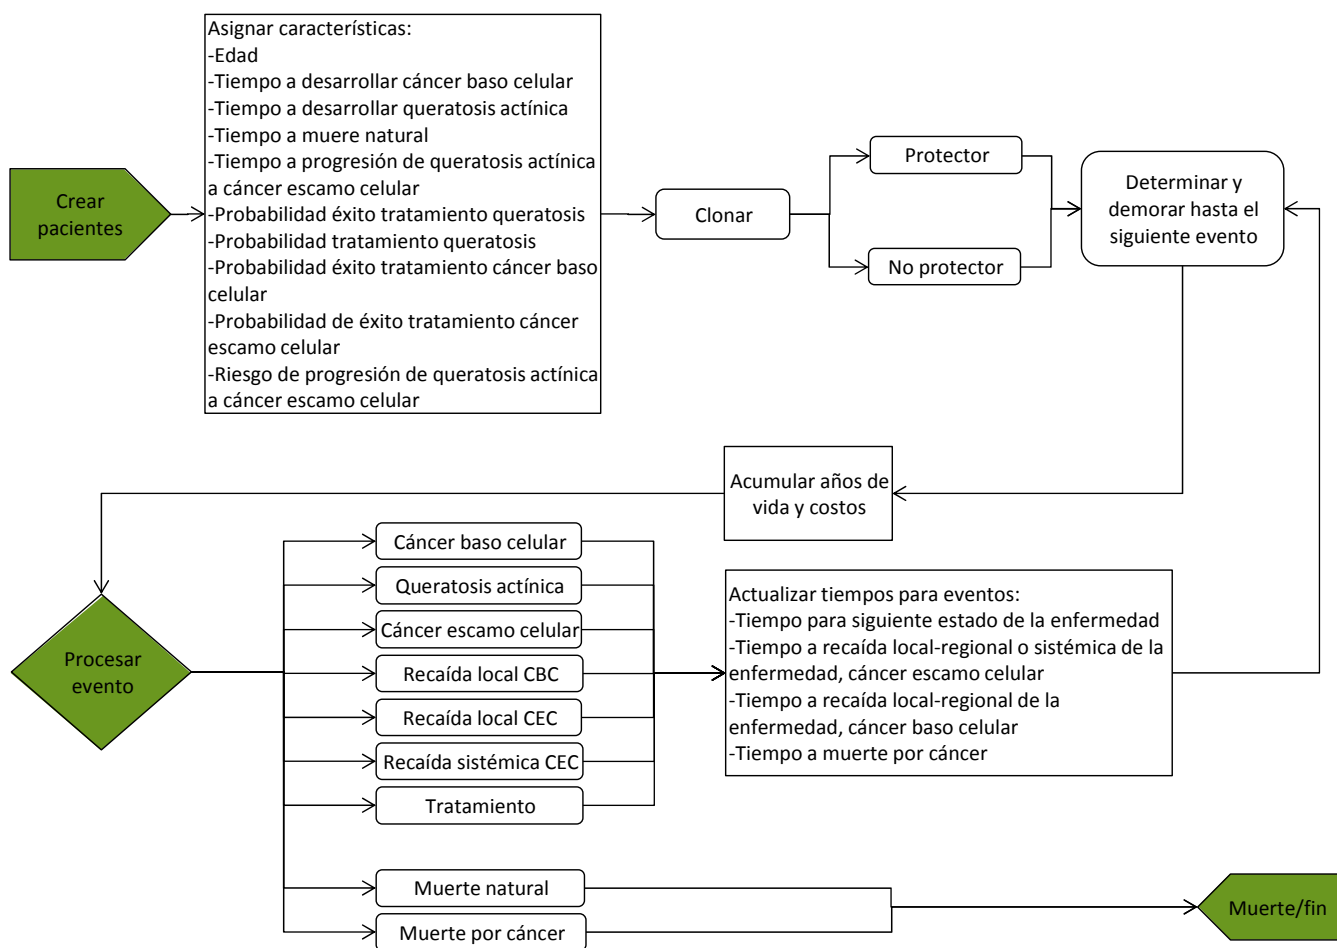 Crear
pacientes
Asignar características:
-Edad
-Tiempo a desarrollar cáncer baso celular
-Tiempo a desarrollar queratosis actínica
-Tiempo a muere natural
-Tiempo a progresión de queratosis actínica
a cáncer escamo celular
-Probabilidad éxito tratamiento queratosis
-Probabilidad tratamiento queratosis
-Probabilidad éxito tratamiento cáncer baso
celular
-Probabilidad de éxito tratamiento cáncer
escamo celular
-Riesgo de progresión de queratosis actínica
a cáncer escamo celular
Clonar
Protector
No protector
Determinar y
demorar hasta el
siguiente evento
Acumular años de
vida y costos
Procesar
evento
Cáncer baso celular
Queratosis actínica
Cáncer escamo celular
Recaída local CBC
Recaída local CEC
Recaída sistémica CEC
Tratamiento
Muerte natural
Muerte por cáncer
Actualizar tiempos para eventos:
-Tiempo para siguiente estado de la enfermedad
-Tiempo a recaída local-regional o sistémica de la
enfermedad, cáncer escamo celular
-Tiempo a recaída local-regional de la
enfermedad, cáncer baso celular
-Tiempo a muerte por cáncer
Muerte/fin